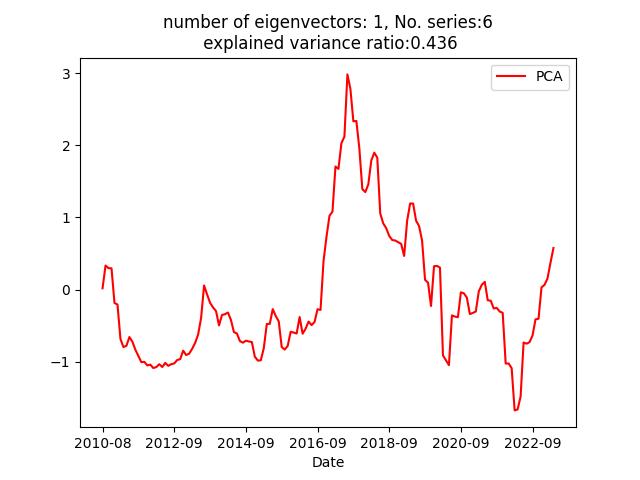 number of eigenvectors: 1, No. series:6
explained variance ratio:0.436
PCA
3
2
1
0
−1
2010-08 2012-09 2014-09 2016-09 2018-09 2020-09 2022-09
Date